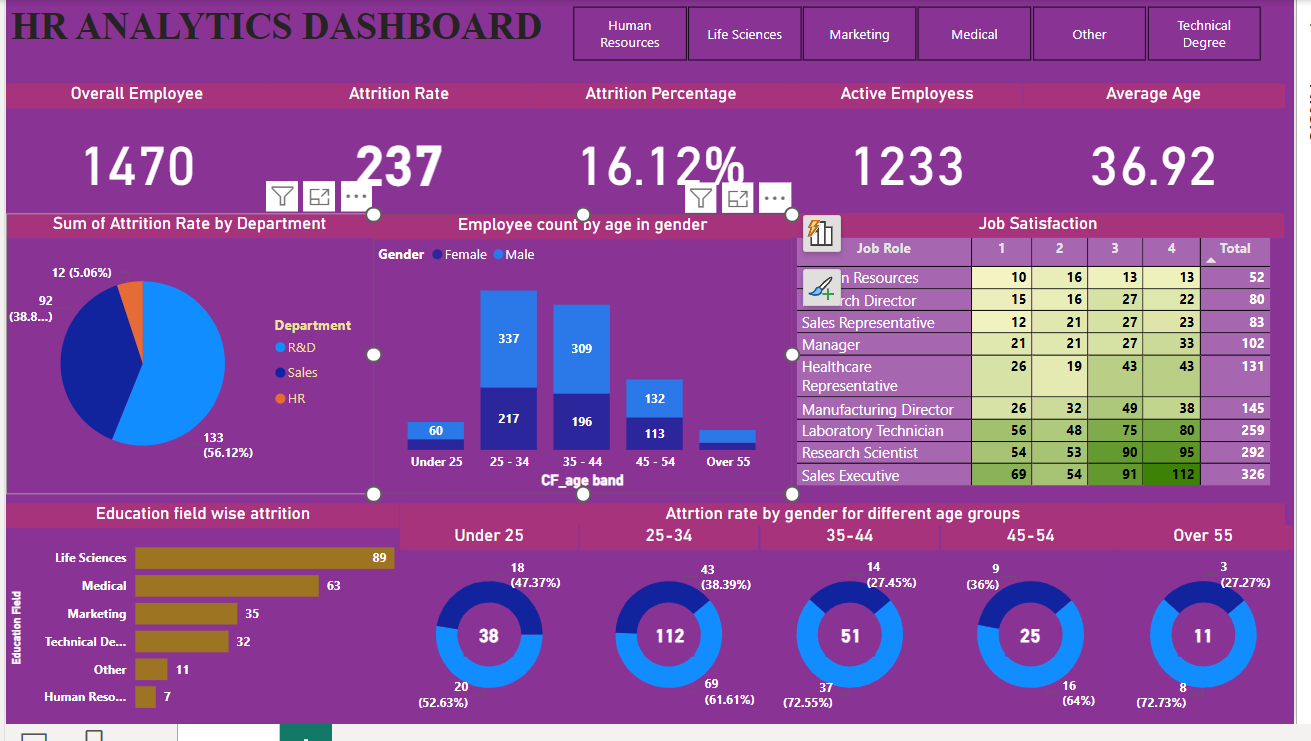 HR ANALYTICS DASHBOARD
Human
Resources
Life Sciences
Marketing
Medical
Other
Technical
Degree
Overall Employee
Attrition Rate
Attrition Percentage
Active Employess
Average Age
1470
237
16.12%
1233
36.92
Sum of Attrition Rate by Department
12 (5.06%)
92
(38.8...)
133
(56.12%)
Department
R&D
Sales
HR
Employee count by age in gender
Gender Female Male
60
337
217
309
196
132
113
Under 25 25 - 34 35 - 44 45 - 54 Over 55
CF_age band
Job Satisfaction
Job Role 1 2 3 4 Total
n Resources 10 16 13 13 52
rch Director 15 16 27 22 80
Sales Representative 12 21 27 23 83
Manager 21 21 27 33 102
Healthcare
Representative 26 19 43 43 131
Manufacturing Director 26 32 49 38 145
Laboratory Technician 56 48 75 80 259
Research Scientist 54 53 90 95 292
Sales Executive 69 54 91 112 326
Education field wise attrition
Education Field
Life Sciences 89
Medical 63
Marketing 35
Technical De... 32
Other 11
Human Reso... 7
Attrtion rate by gender for different age groups
Under 25
18
(47.37%)
38
20
(52.63%)
25-34
43
(38.39%)
112
69
(61.61%)
35-44
14
(27.45%)
51
37
(72.55%)
45-54
9
(36%)
25
16
(64%)
Over 55
3
(27.27%)
11
8
(72.73%)